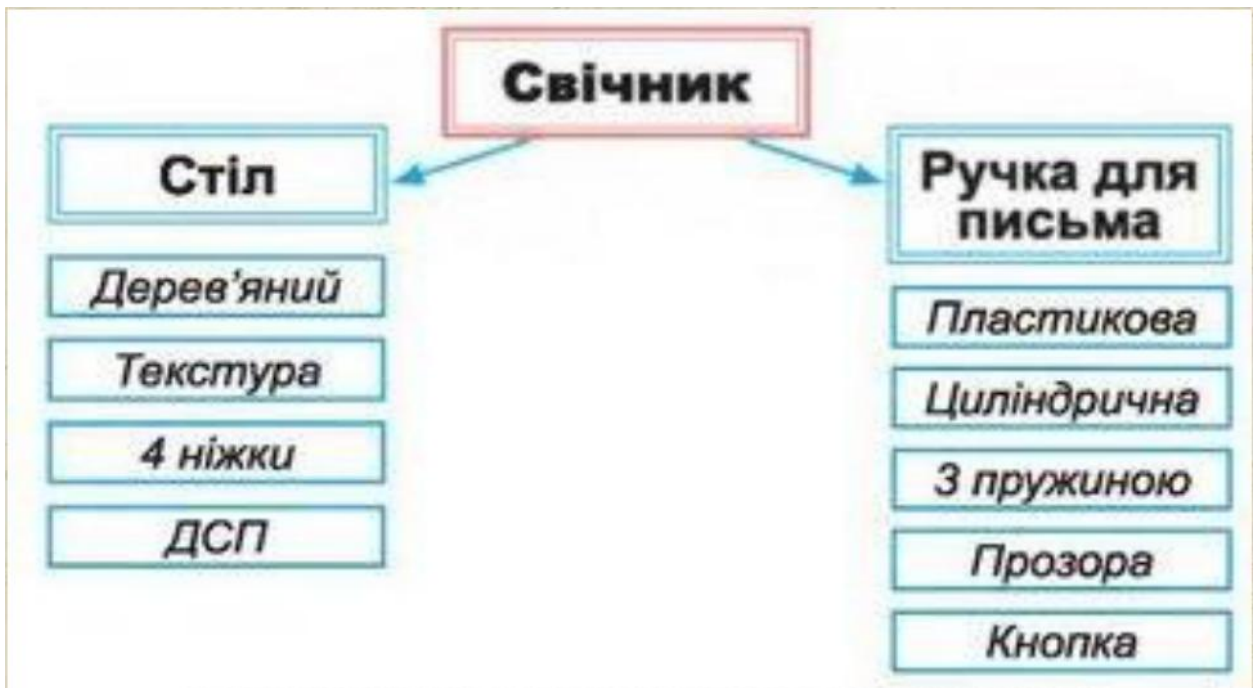 Свічник
Стіл
Дерев'яний
Текстура
4 ніжки
ДСП
Ручка для
письма
Пластикова
Циліндрична
З пружиною
Прозора
Кнопка